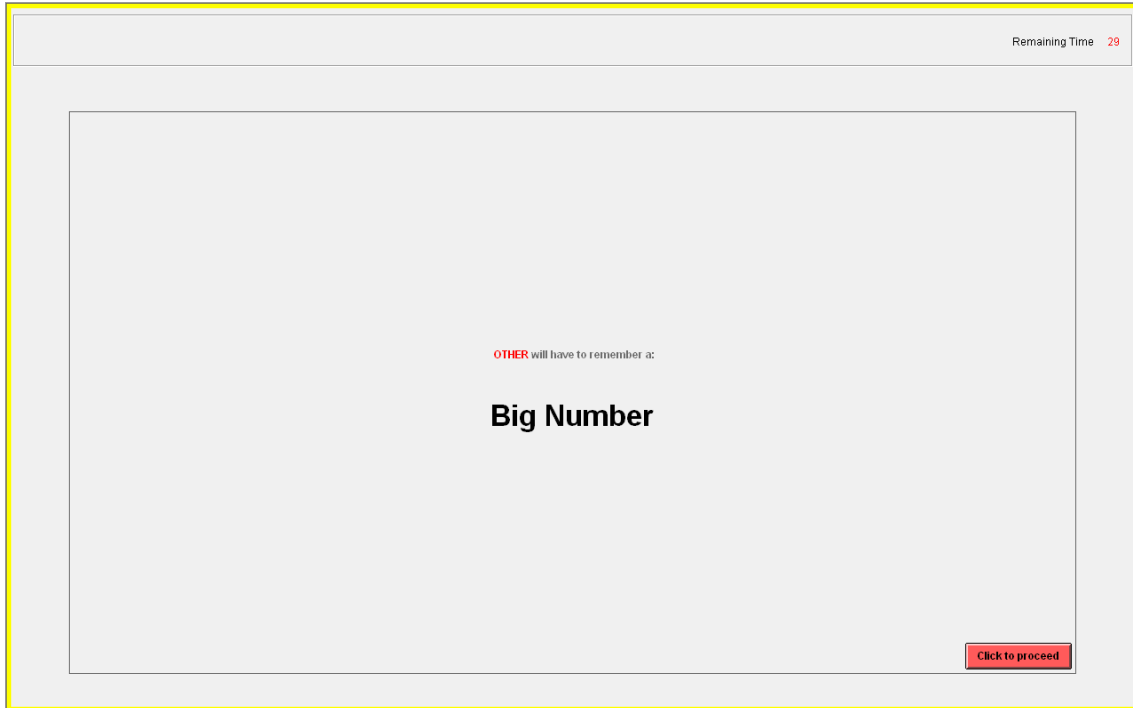 Remaining Time 29
OTHER will have to remember a:
Big Number
Click to proceed